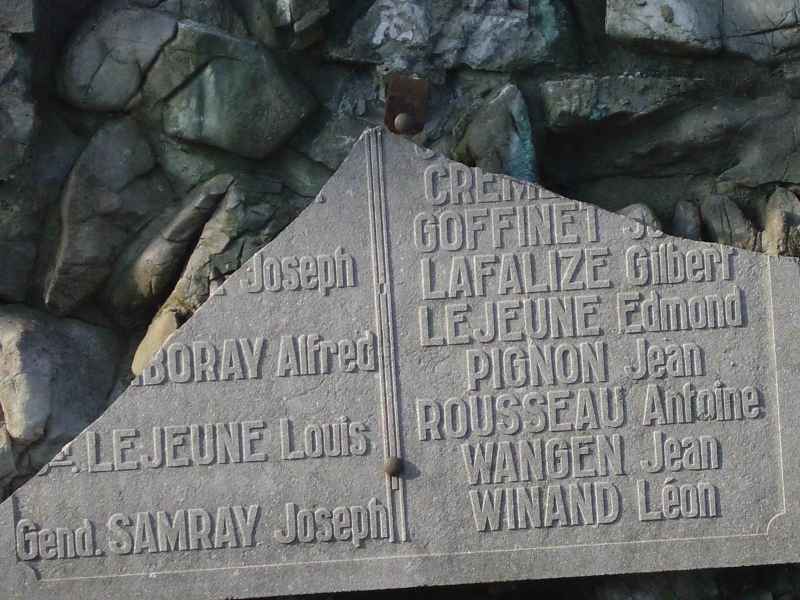 Joseph
BORAY Alfred
LEJEUNE Louis
Gend. SAMRAY Joseph
GOFFINET
LAFALIZE Gilbert
LEJEUNE Edmond
PIGNON Jean
ROUSSEAU Antoine
WANGEN Jean
WINAND Léon